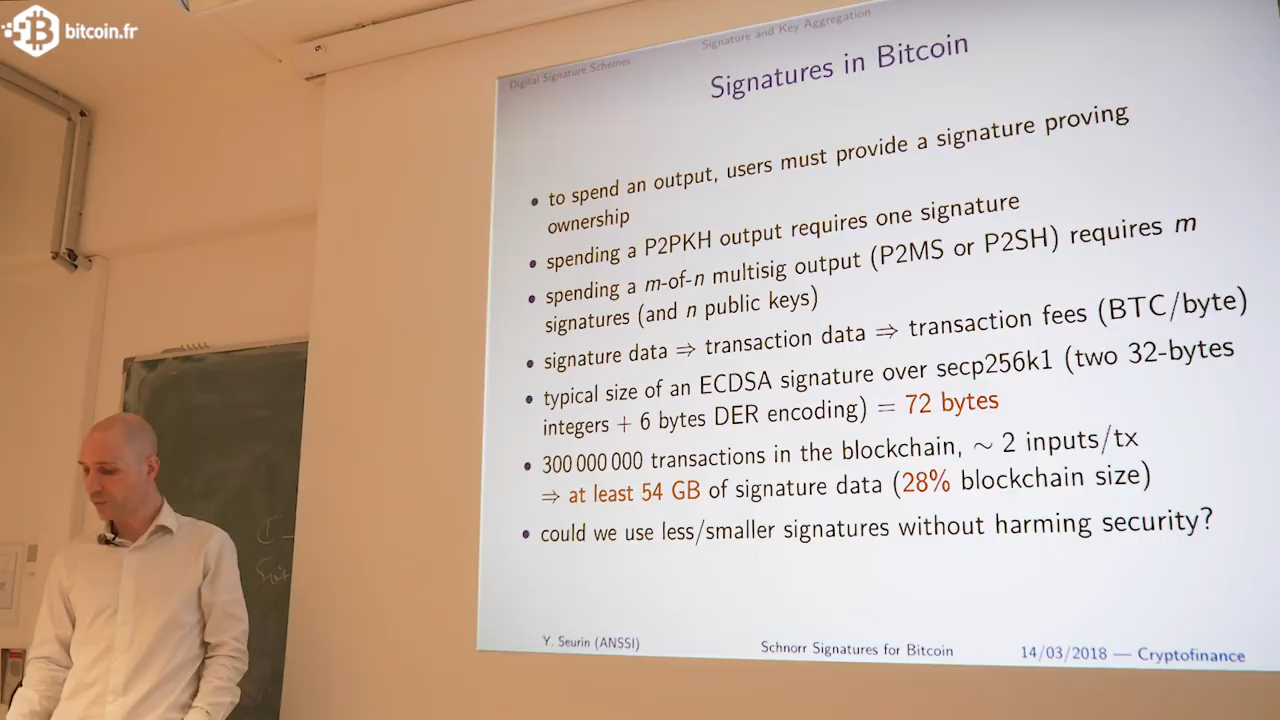 bitcoin.fr
Digital Signature Schemes
Signature and Key Aggregation
Signatures in Bitcoin
• to spend an output, users must provide a signature proving
ownership
• spending a P2PKH output requires one signature
• spending a m-of-n multisig output (P2MS or P2SH) requires m
signatures (and n public keys)
• signature data ⇒ transaction data ⇒ transaction fees (BTC/byte)
• typical size of an ECDSA signature over secp256k1 (two 32-bytes
integers + 6 bytes DER encoding) = 72 bytes
• 300 000 000 transactions in the blockchain, ∼ 2 inputs/tx
⇒ at least 54 GB of signature data (28% blockchain size)
• could we use less/smaller signatures without harming security?
Y. Seurin (ANSSI)
Schnorr Signatures for Bitcoin
14/03/2018 — Cryptofinance